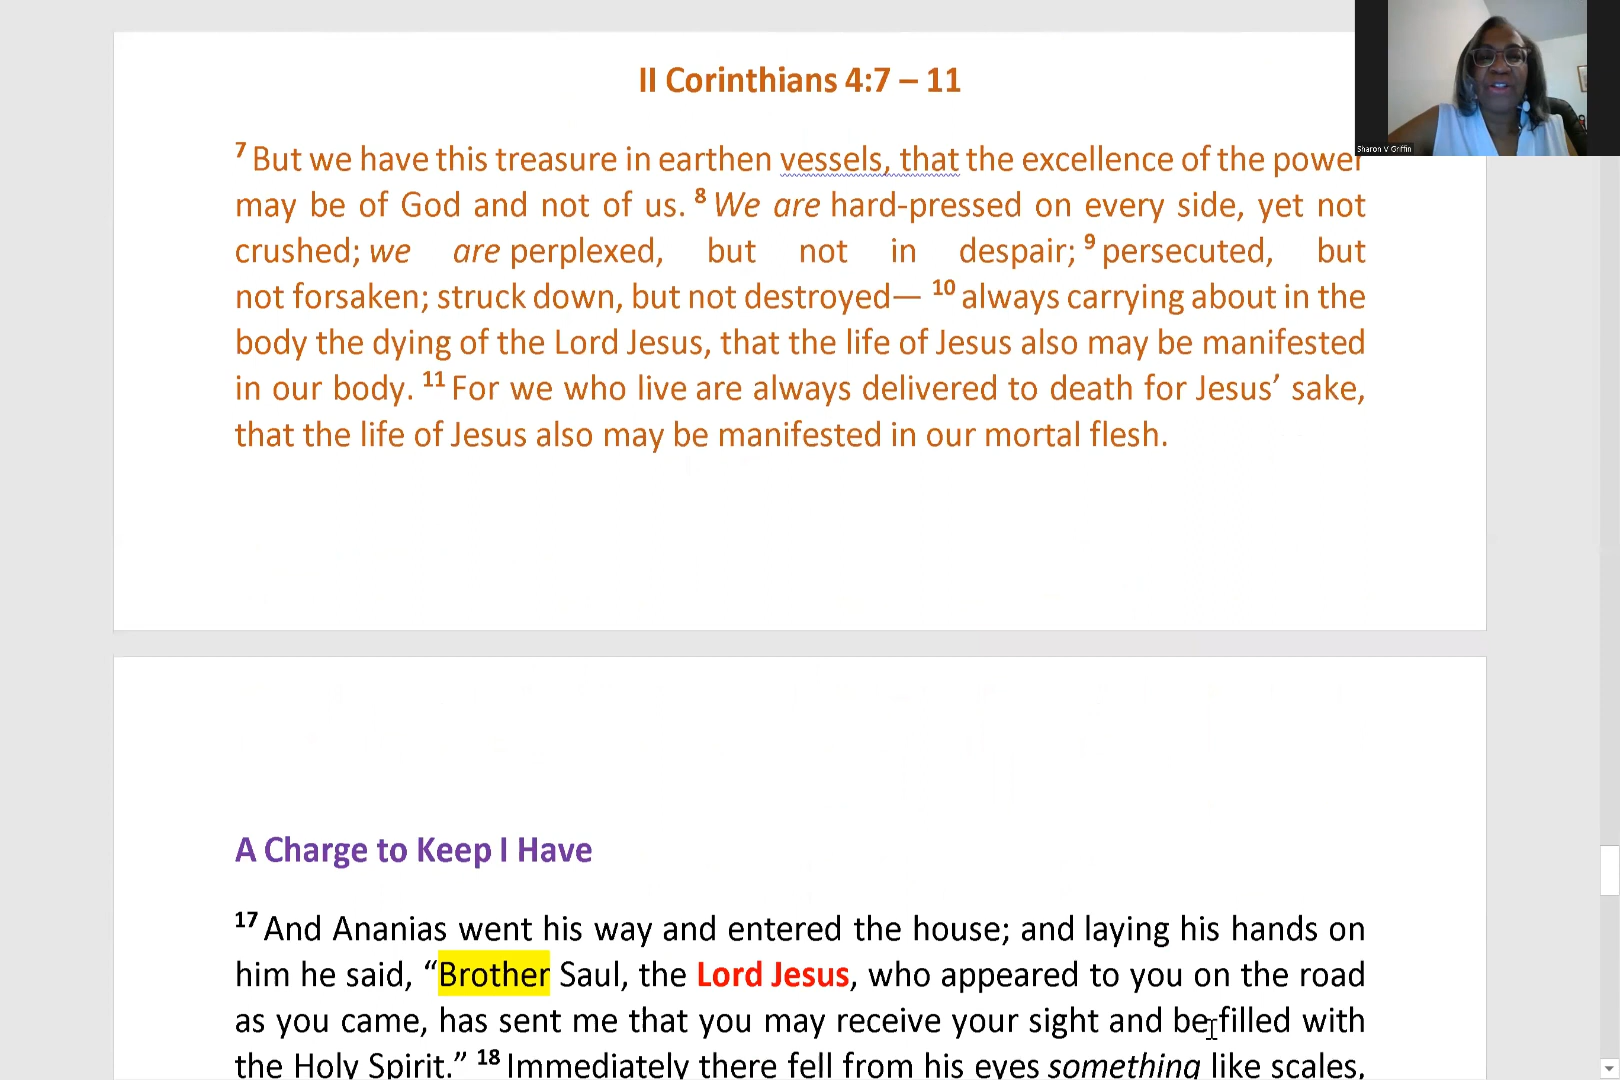 II Corinthians 4:7 – 11
Sharon V Griffin
7 But we have this treasure in earthen vessels, that the excellence of the power
may be of God and not of us. 8 We are hard-pressed on every side, yet not
crushed; we are perplexed, but not in despair; 9 persecuted, but
not forsaken; struck down, but not destroyed— 10 always carrying about in the
body the dying of the Lord Jesus, that the life of Jesus also may be manifested
in our body. 11 For we who live are always delivered to death for Jesus’ sake,
that the life of Jesus also may be manifested in our mortal flesh.
A Charge to Keep I Have
17 And Ananias went his way and entered the house; and laying his hands on
him he said, “Brother Saul, the Lord Jesus, who appeared to you on the road
as you came, has sent me that you may receive your sight and be filled with
the Holy Spirit.” 18 Immediately there fell from his eyes something like scales,